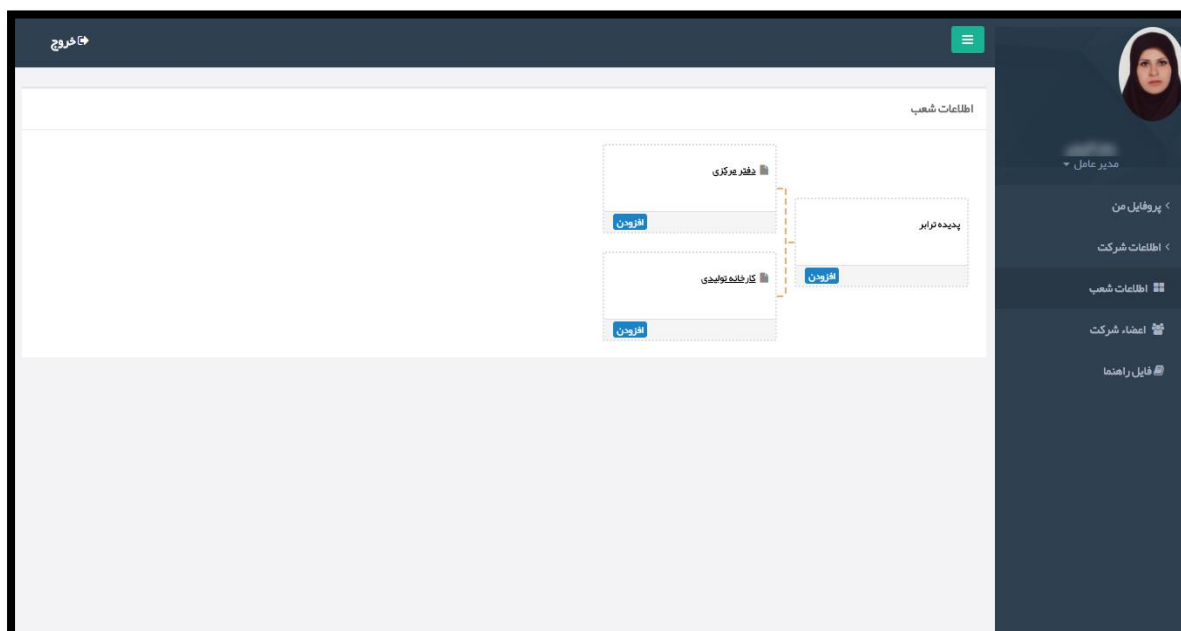 خروج
مدیر عامل
پروفایل من
اطلاعات شرکت
اطلاعات شعب
اعضاء شرکت
فایل راهنما
اطلاعات شعب
پدیده ترابر
افزودن
دفتر مرکزی
افزودن
کارخانه تولیدی
افزودن